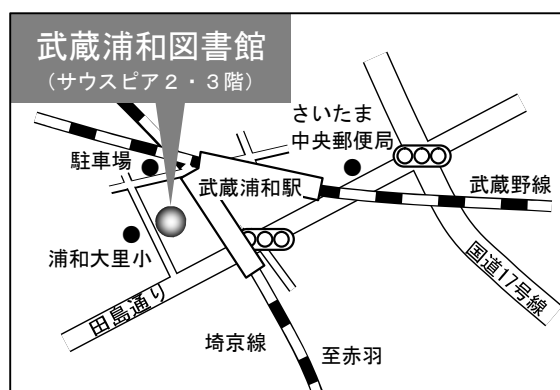 武蔵浦和図書館
（サウスピア２・３階）
さいたま
中央郵便局
駐車場
武蔵浦和駅
武蔵野線
浦和大里小
国道17号線
田島通り
埼京線
至赤羽